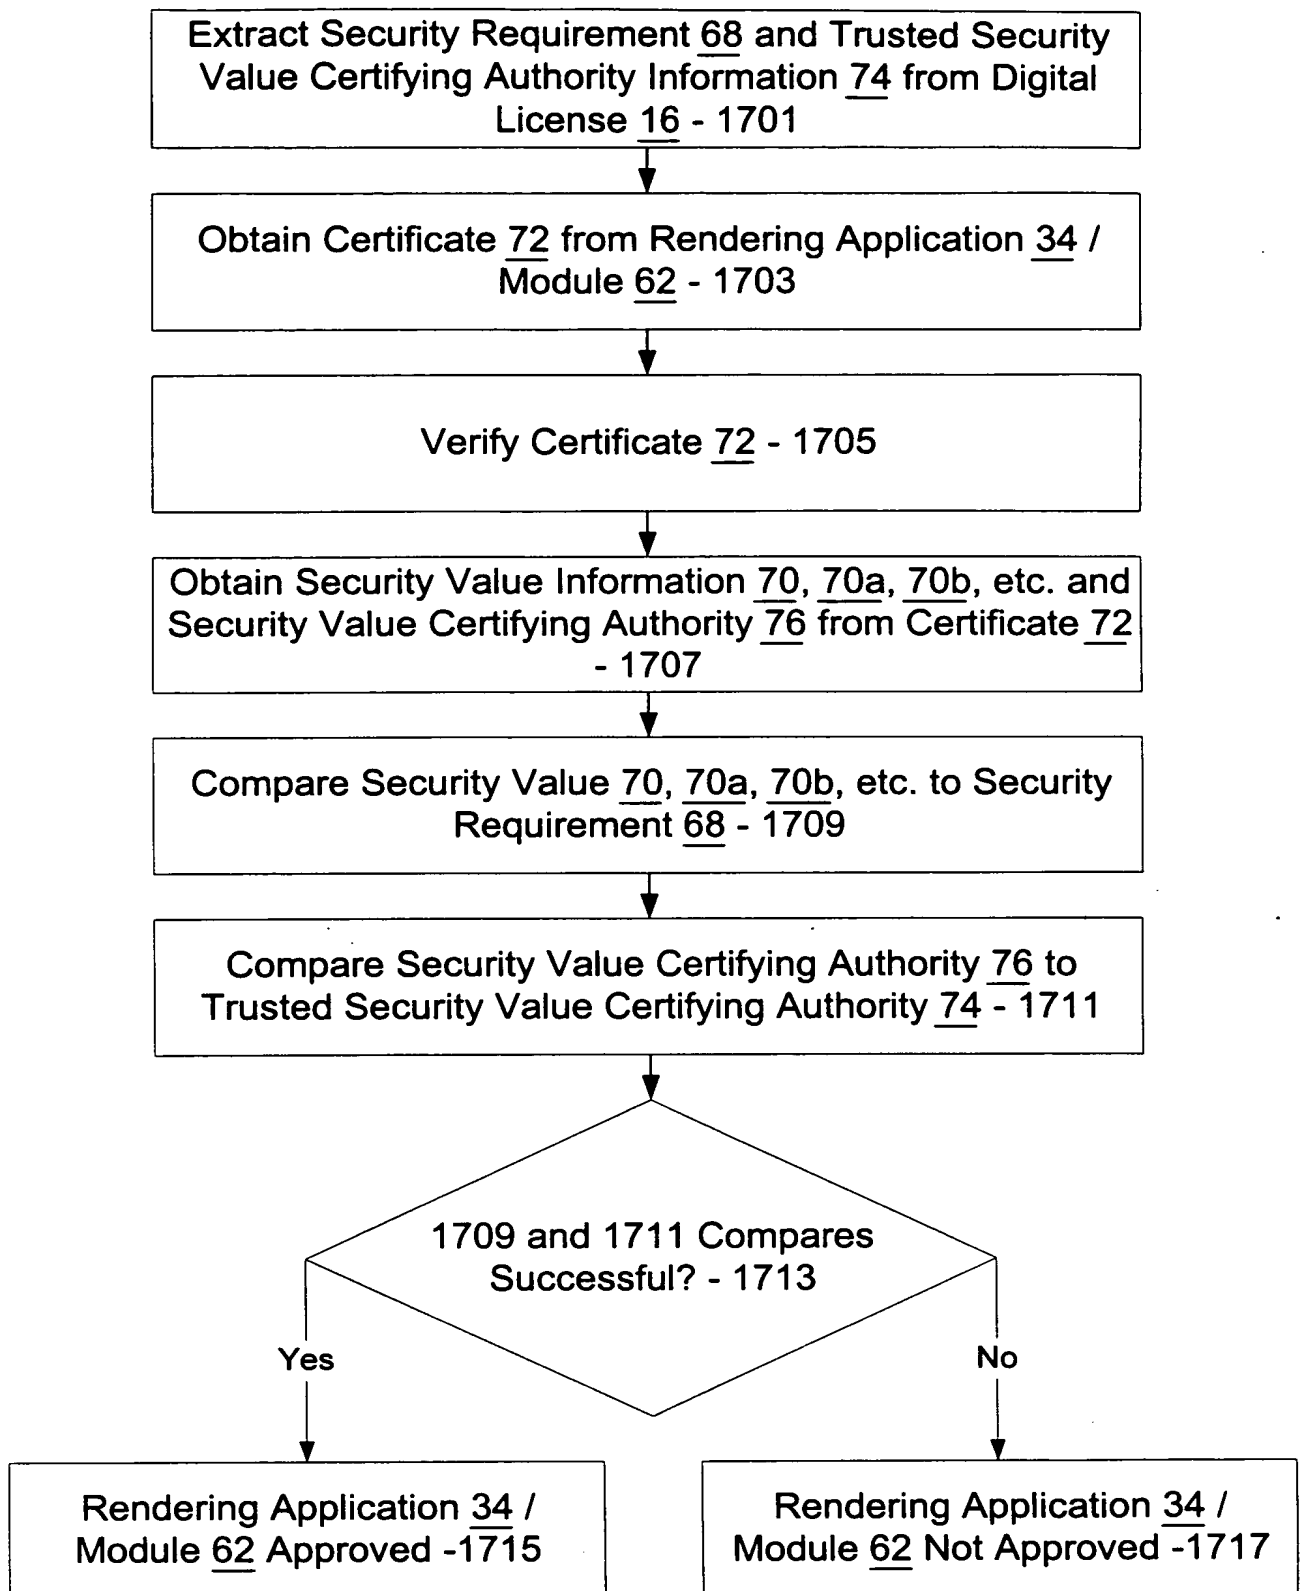 Extract Security Requirement 68 and Trusted Security
Value Certifying Authority Information 74 from Digital
License 16 - 1701
Obtain Certificate 72 from Rendering Application 34 /
Module 62 - 1703
Verify Certificate 72 - 1705
Obtain Security Value Information 70, 70a, 70b, etc. and
Security Value Certifying Authority 76 from Certificate 72
- 1707
Compare Security Value 70, 70a, 70b, etc. to Security
Requirement 68 - 1709
Compare Security Value Certifying Authority 76 to
Trusted Security Value Certifying Authority 74 - 1711
1709 and 1711 Compares
Successful? - 1713
Yes
No
Rendering Application 34 /
Module 62 Approved -1715
Rendering Application 34 /
Module 62 Not Approved -1717